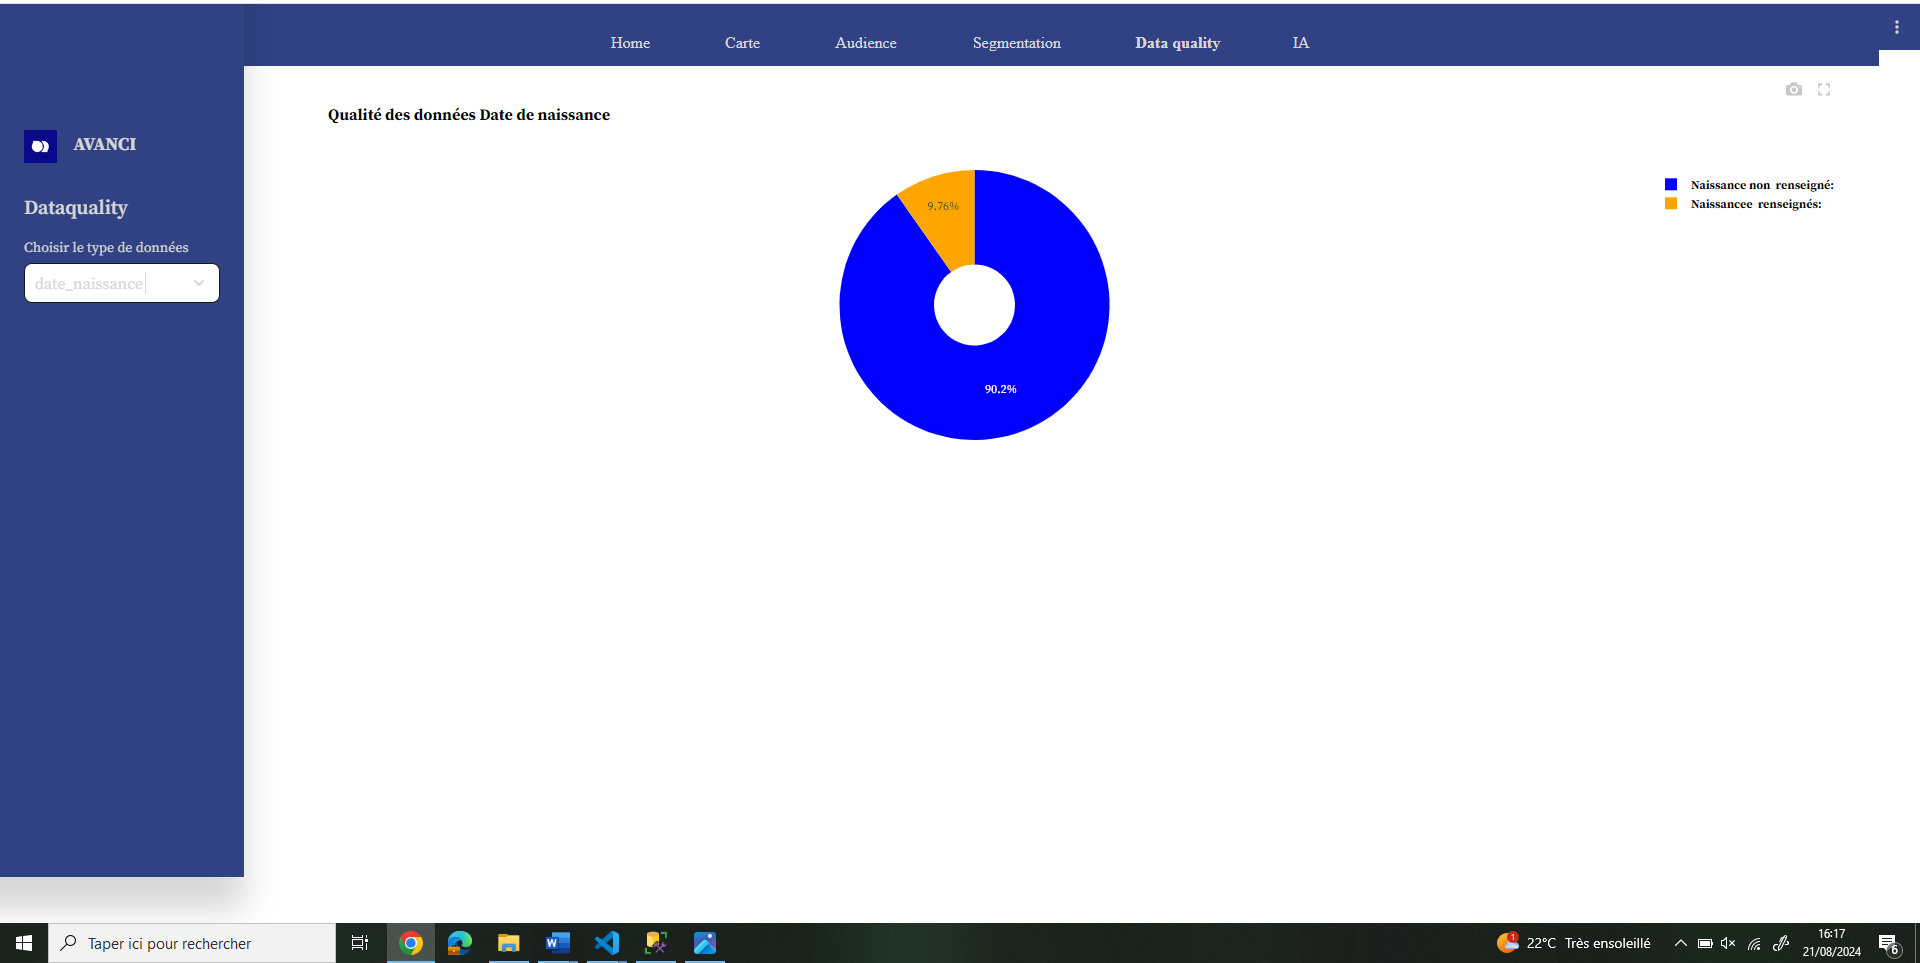 Home Carte Audience Segmentation Data quality IA
AVANCI
Dataquality
Choisir le type de données
date_naissance
Qualité des données Date de naissance
9.76%
90.2%
Naissance non renseigné:
Naissancee renseignés:
Taper ici pour rechercher
W
1
22°C Très ensoleillé
16:17
21/08/2024
6